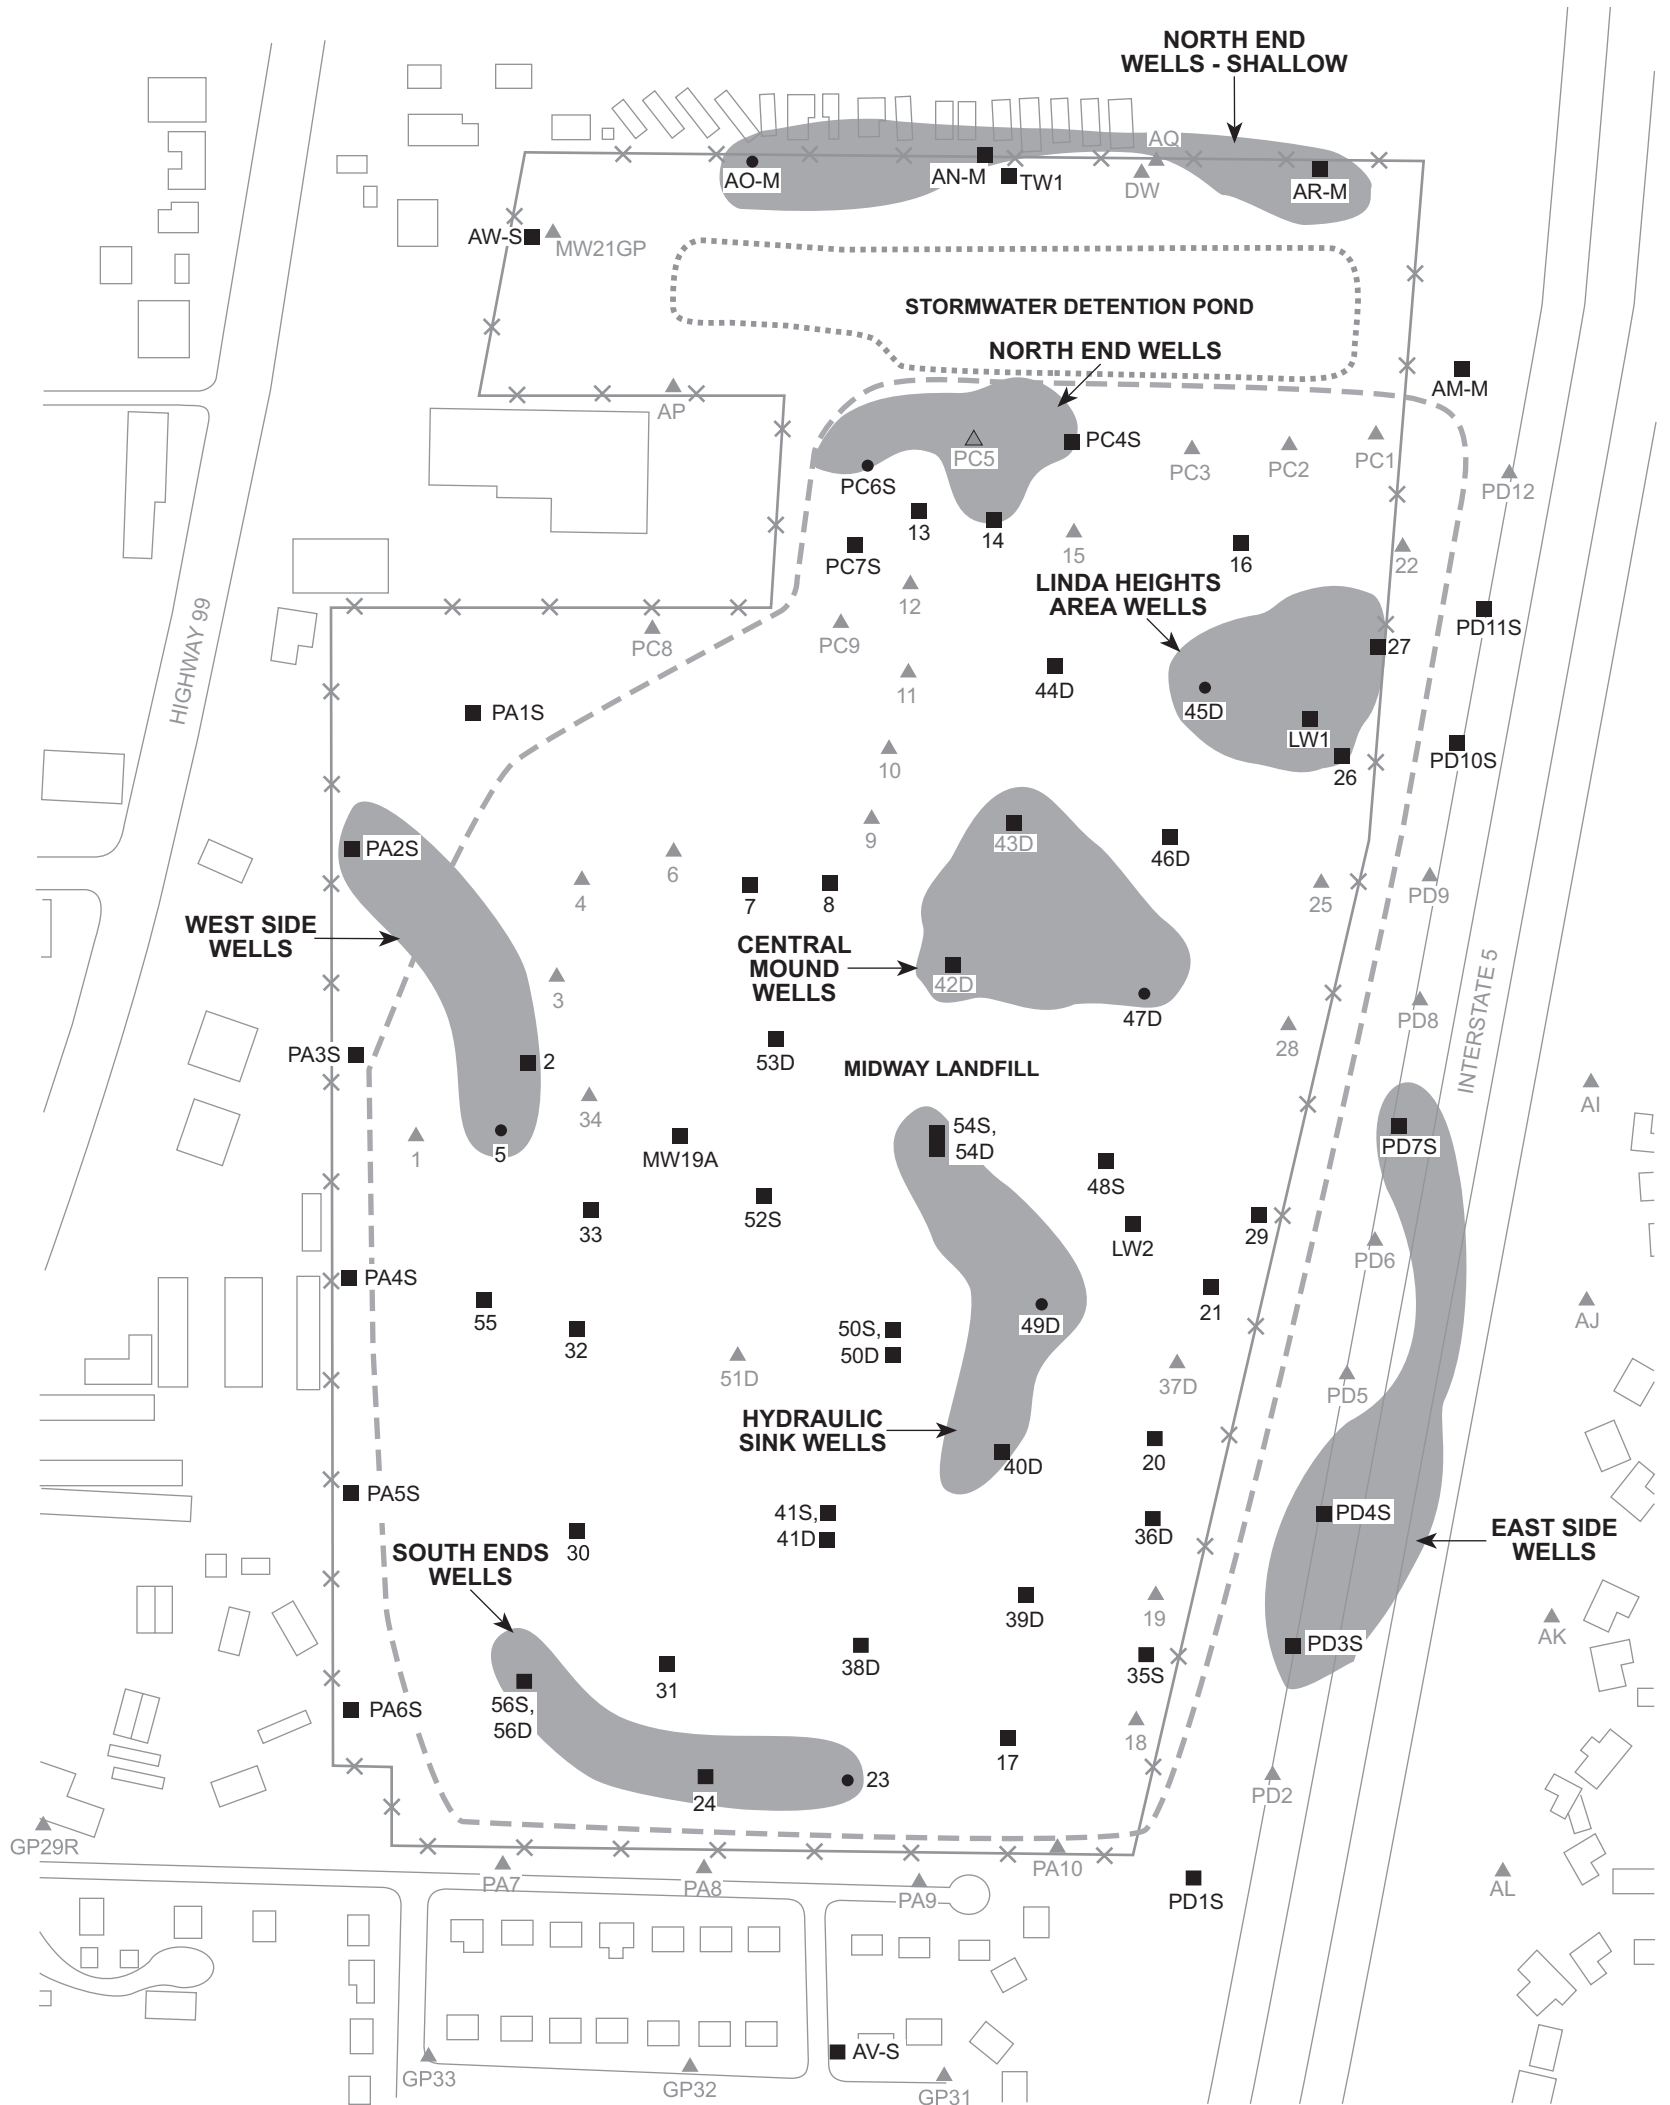 NORTH END
WELLS - SHALLOW
AQ
AO-M
AN-M
TW1
DW
AR-M
AW-S
MW21GP
STORMWATER DETENTION POND
NORTH END WELLS
AM-M
AP
PC5
PC4S
PC6S
PC3
PC2
PC1
PD12
13
14
15
16
22
PC7S
LINDA HEIGHTS
AREA WELLS
12
PC8
PC9
27
PD11S
HIGHWAY 99
11
44D
45D
PA1S
LW1
26
PD10S
10
9
43D
46D
PA2S
6
4
7
8
25
PD9
WEST SIDE
WELLS
CENTRAL
MOUND
WELLS
42D
3
47D
PD8
INTERSTATE 5
28
PA3S
2
53D
MIDWAY LANDFILL
AI
34
54S,
54D
1
5
MW19A
PD7S
48S
33
52S
LW2
29
PD6
PA4S
55
32
50S,
50D
49D
21
AJ
51D
37D
PD5
HYDRAULIC
SINK WELLS
40D
20
PA5S
41S,
41D
PD4S
30
36D
EAST SIDE
WELLS
SOUTH ENDS
WELLS
39D
19
AK
PD3S
38D
35S
56S,
56D
31
PA6S
17
18
24
23
PD2
GP29R
PA7
PA8
PA9
PA10
PD1S
AL
AV-S
GP33
GP32
GP31